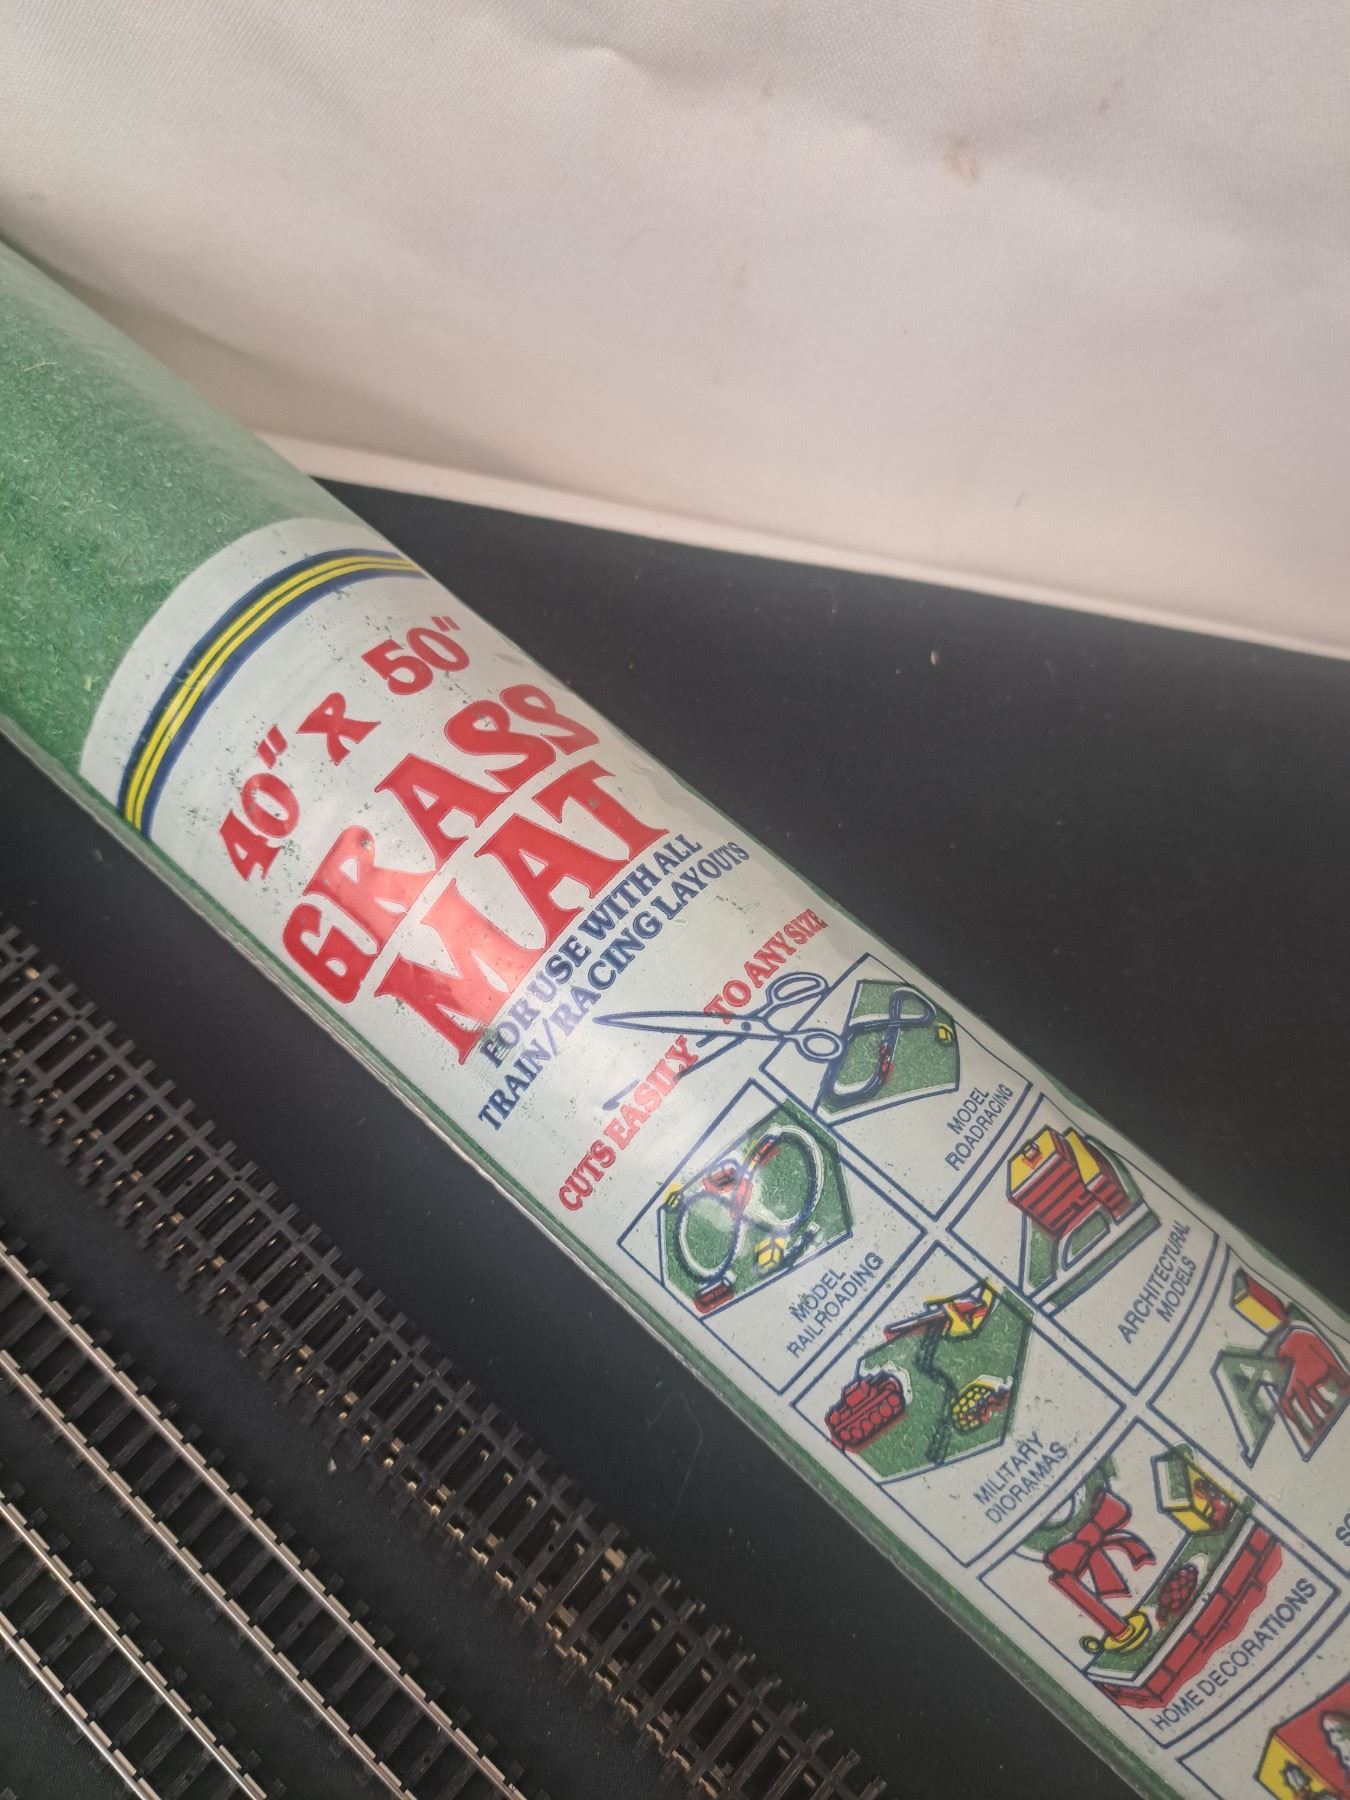 40" x 50"
GRASS
MAT
FOR USE WITH ALL
TRAIN/RACING LAYOUTS
CUTS EASILY TO ANY SIZE
MODEL
ROADRACING
MODEL
RAILROADING
ARCHITECTURAL
MODELS
MILITARY
DIORAMAS
A
HOME DECORATIONS